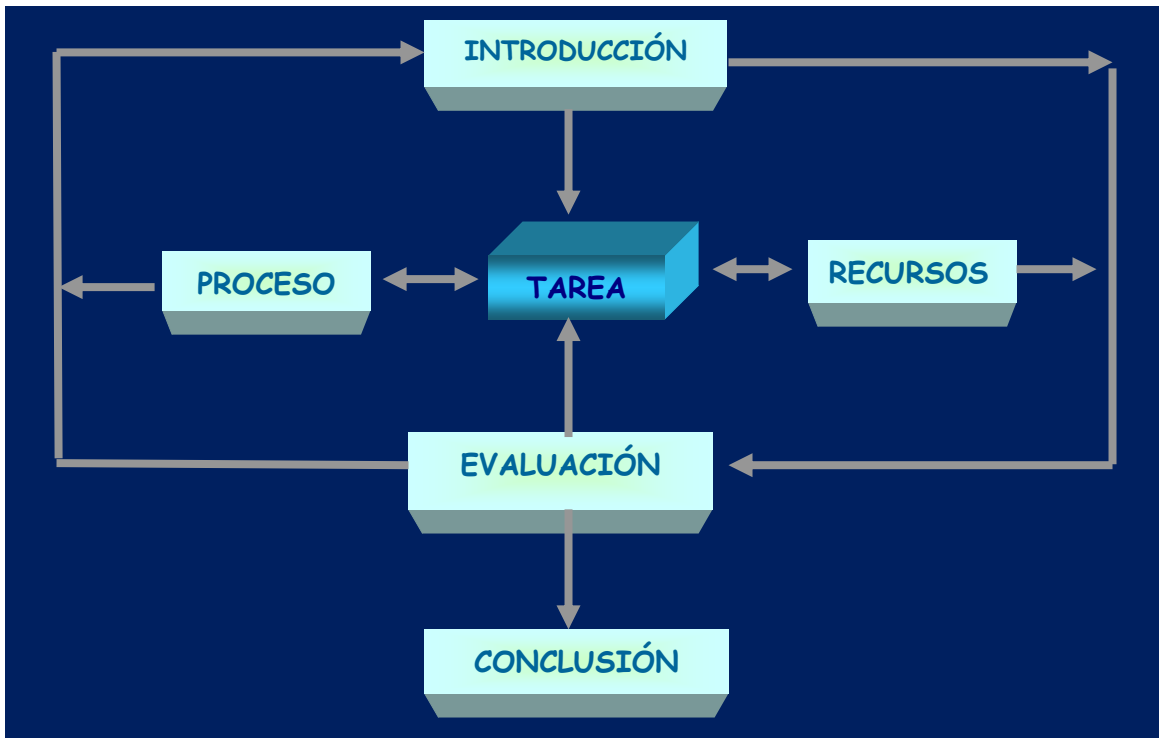 INTRODUCCIÓN
PROCESO
TAREA
RECURSOS
EVALUACIÓN
CONCLUSIÓN